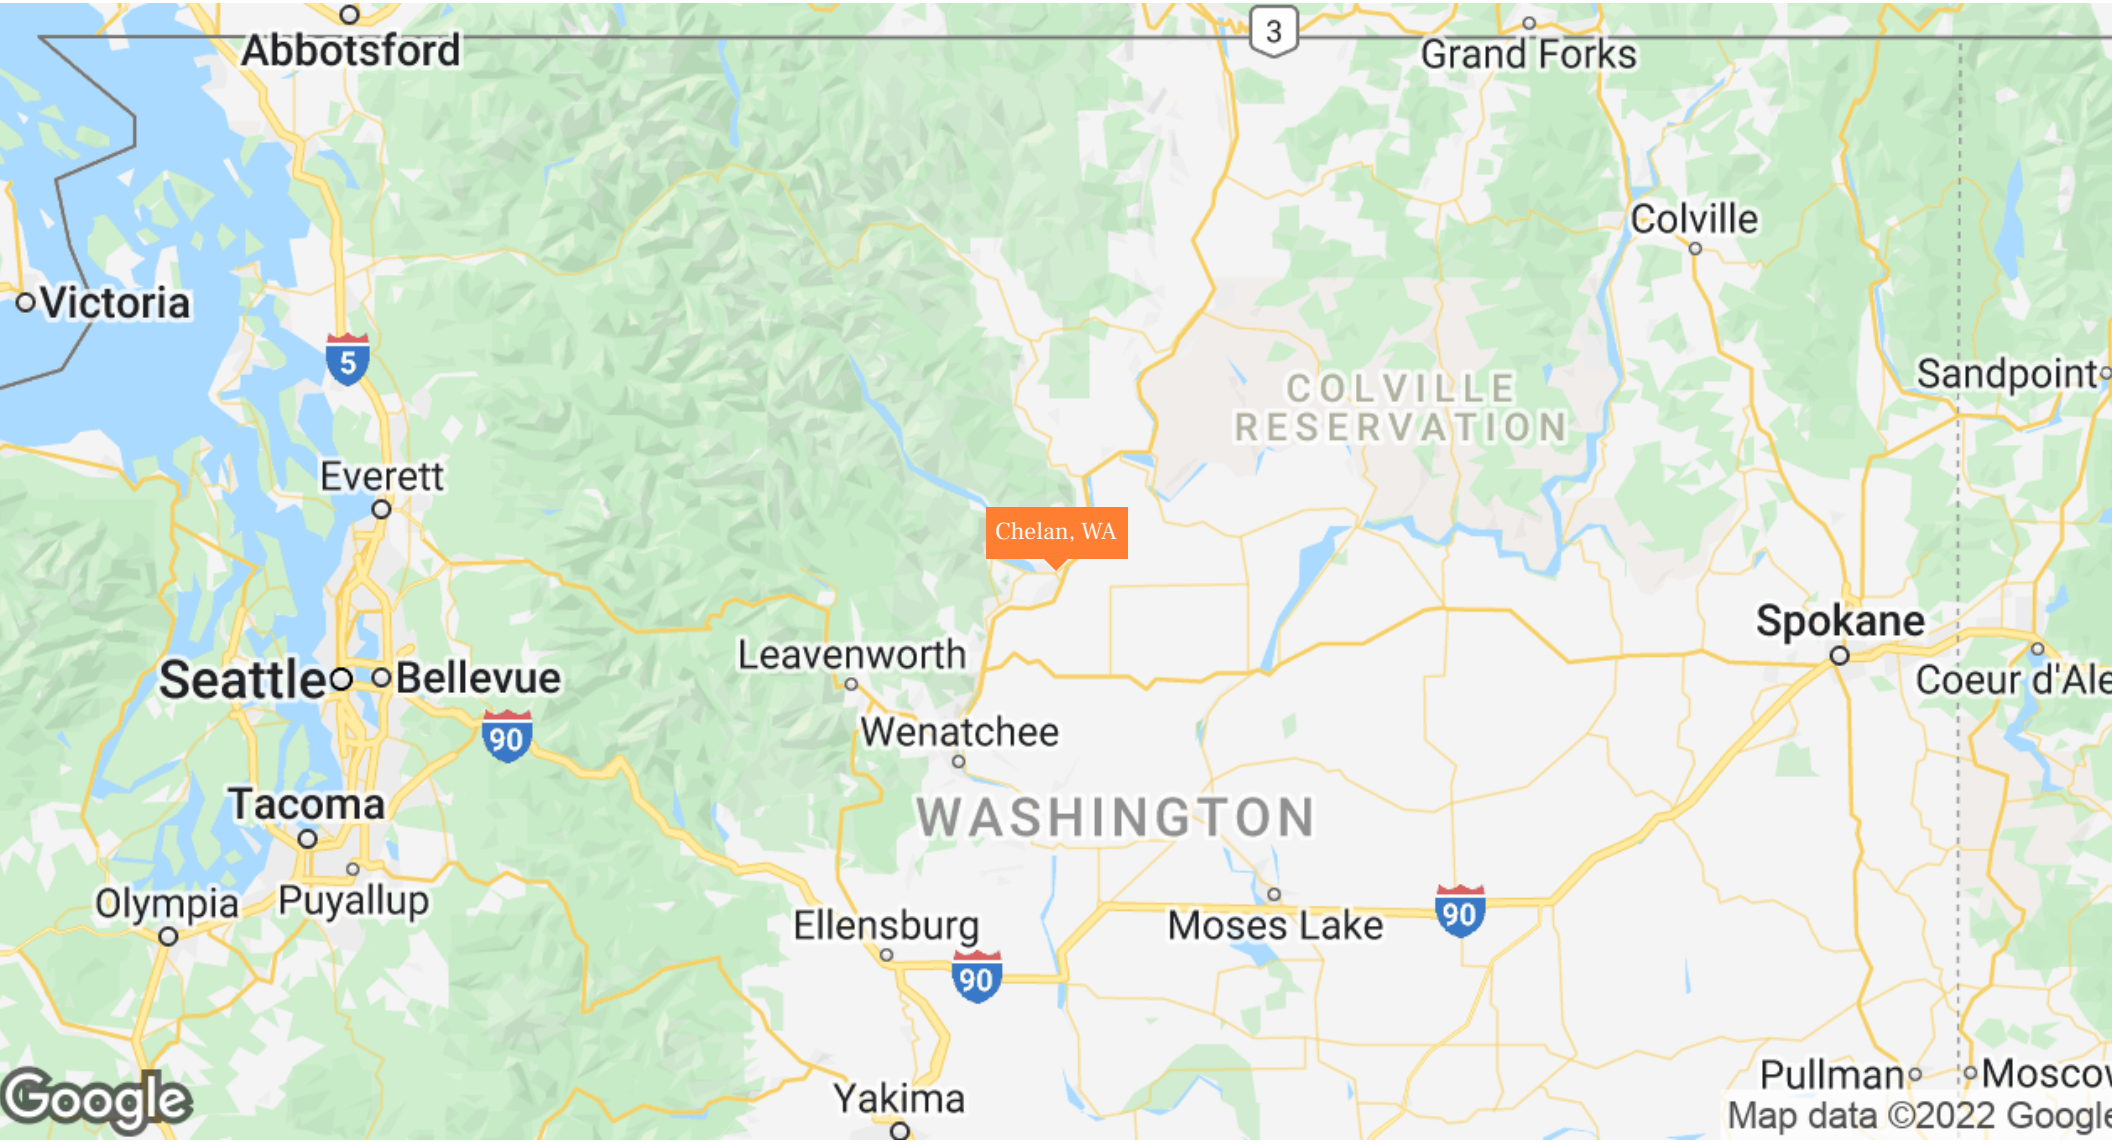 Abbotsford
3
Grand Forks
Colville
Victoria
5
Sandpoint
COLVILLE
RESERVATION
Everett
Chelan, WA
Spokane
Leavenworth
Seattle
Bellevue
Coeur d'Ale
90
Wenatchee
Tacoma
WASHINGTON
Olympia
Puyallup
Ellensburg
Moses Lake
90
90
Pullman
Moscow
Yakima
Google
Map data ©2022 Google